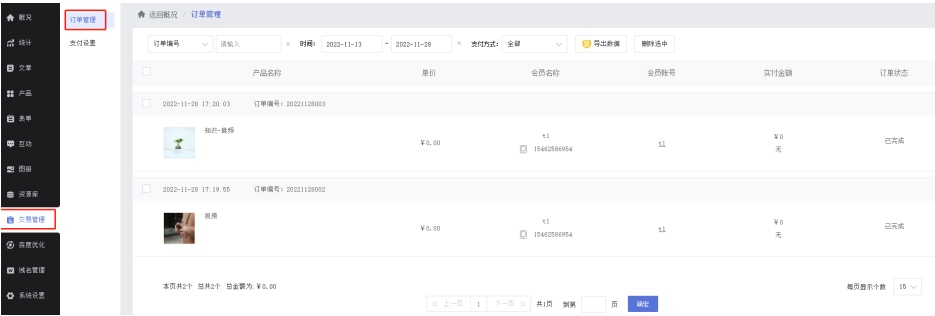 概况
统计
文章
产品
表单
互动
图册
资源库
交易管理
百度优化
域名管理
系统设置
订单管理
支付设置
返回概况 / 订单管理
订单编号 请输入 × 时间: 2022-11-13 - 2022-11-28 × 支付方式: 全部 导出数据 删除选中
产品名称 单价 会员名称 会员账号 实付金额 订单状态
2022-11-28 17:20:03 订单编号: 20221128003
知识-音频 ¥0.00 tl 15462586954 tl ¥0 无 已完成
2022-11-28 17:19:55 订单编号: 20221128002
视频 ¥0.00 tl 15462586954 tl ¥0 无 已完成
本页共2个 总共2个 总金额为:¥0.00
每页显示个数 15
< 上一页 1 下一页 > 共1页 到第 页 确定